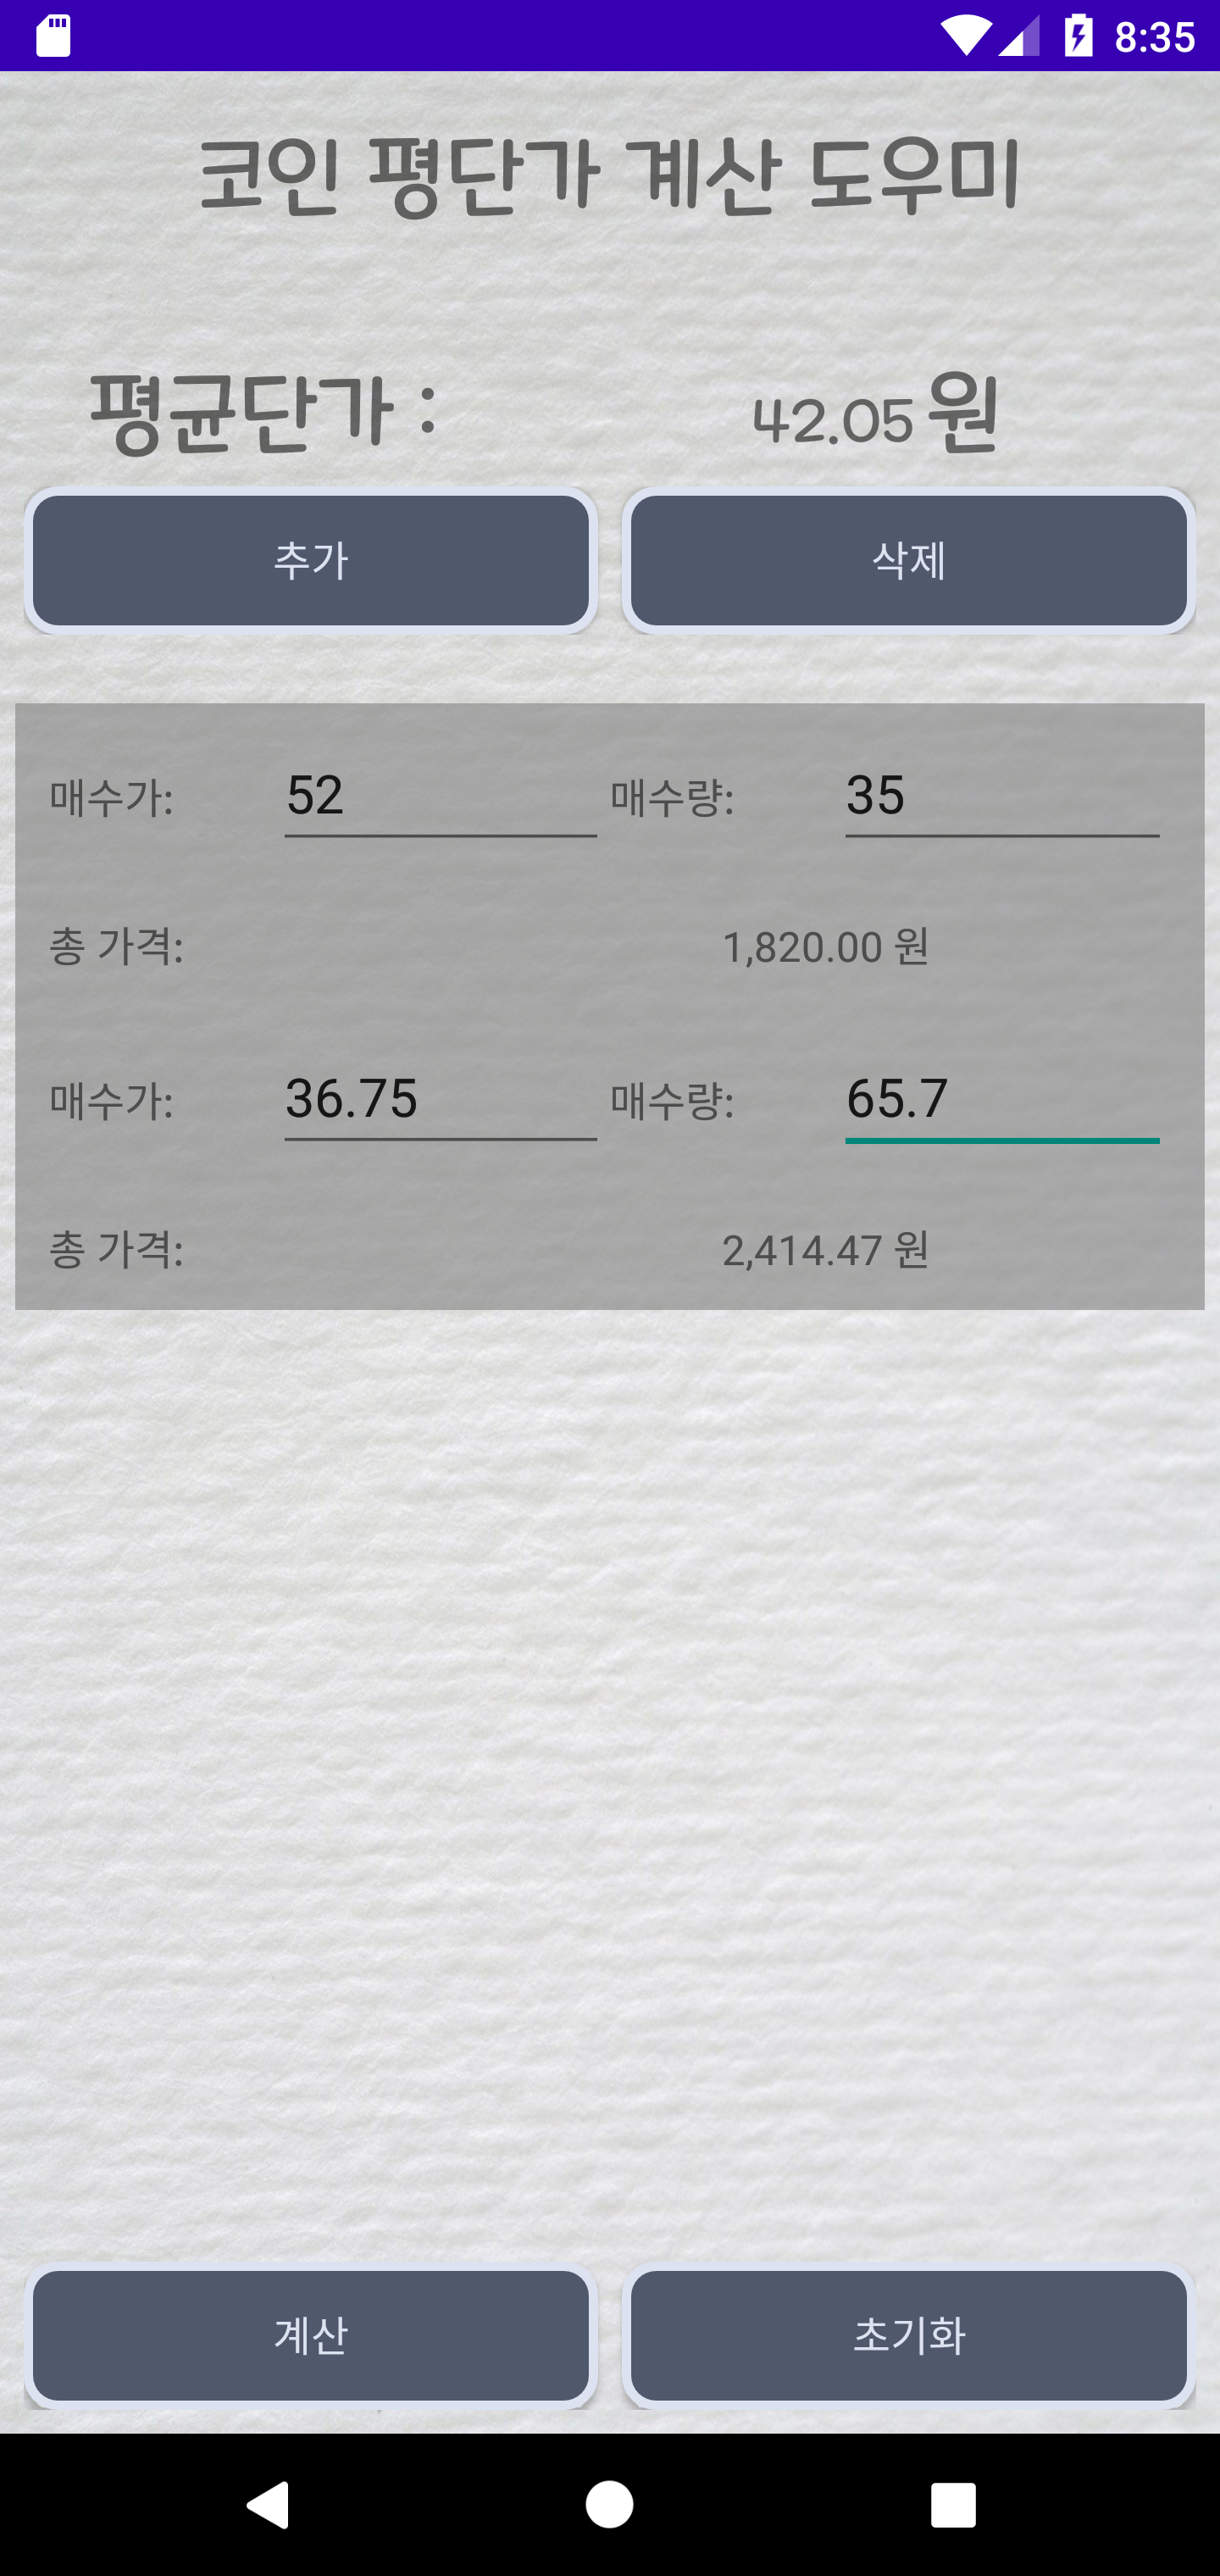 8:35
코인 평단가 계산 도우미
평균단가 : 42.05 원
추가 삭제
매수가: 52 매수량: 35
총 가격: 1,820.00 원
매수가: 36.75 매수량: 65.7
총 가격: 2,414.47 원
계산 초기화